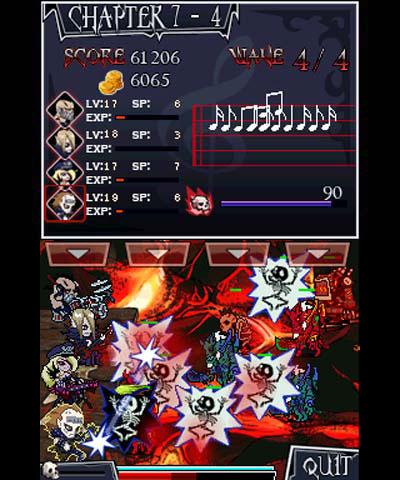 CHAPTER 7 - 4
SCORE 61206 WAVE 4/4
6065
LV:17 SP: 6
EXP:
LV:18 SP: 3
EXP:
LV:17 SP: 7
EXP:
LV:19 SP: 6
EXP:
90
QUIT